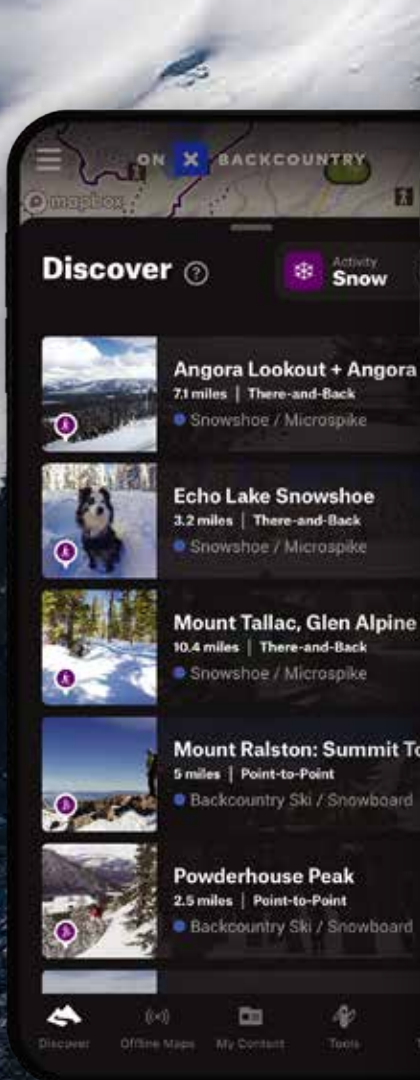 ON X BACKCOUNTRY
mapbox
Discover ?
Activity
Snow
Angora Lookout + Angora
7.1 miles | There-and-Back
Snowshoe / Microspike
Echo Lake Snowshoe
3.2 miles | There-and-Back
Snowshoe / Microspike
Mount Tallac, Glen Alpine
10.4 miles | There-and-Back
Snowshoe / Microspike
Mount Ralston: Summit To
5 miles | Point-to-Point
Backcountry Ski / Snowboard
Powderhouse Peak
2.5 miles | Point-to-Point
Backcountry Ski / Snowboard
Discover
Offline Maps
My Content
Tools